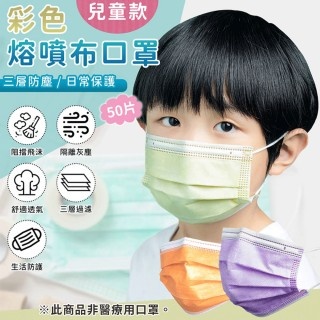 彩色
兒童款
熔噴布口罩
三層防塵/日常保護
50片
阻擋飛沫
隔離灰塵
舒適透氣
三層過濾
生活防護
※此商品非醫療用口罩。